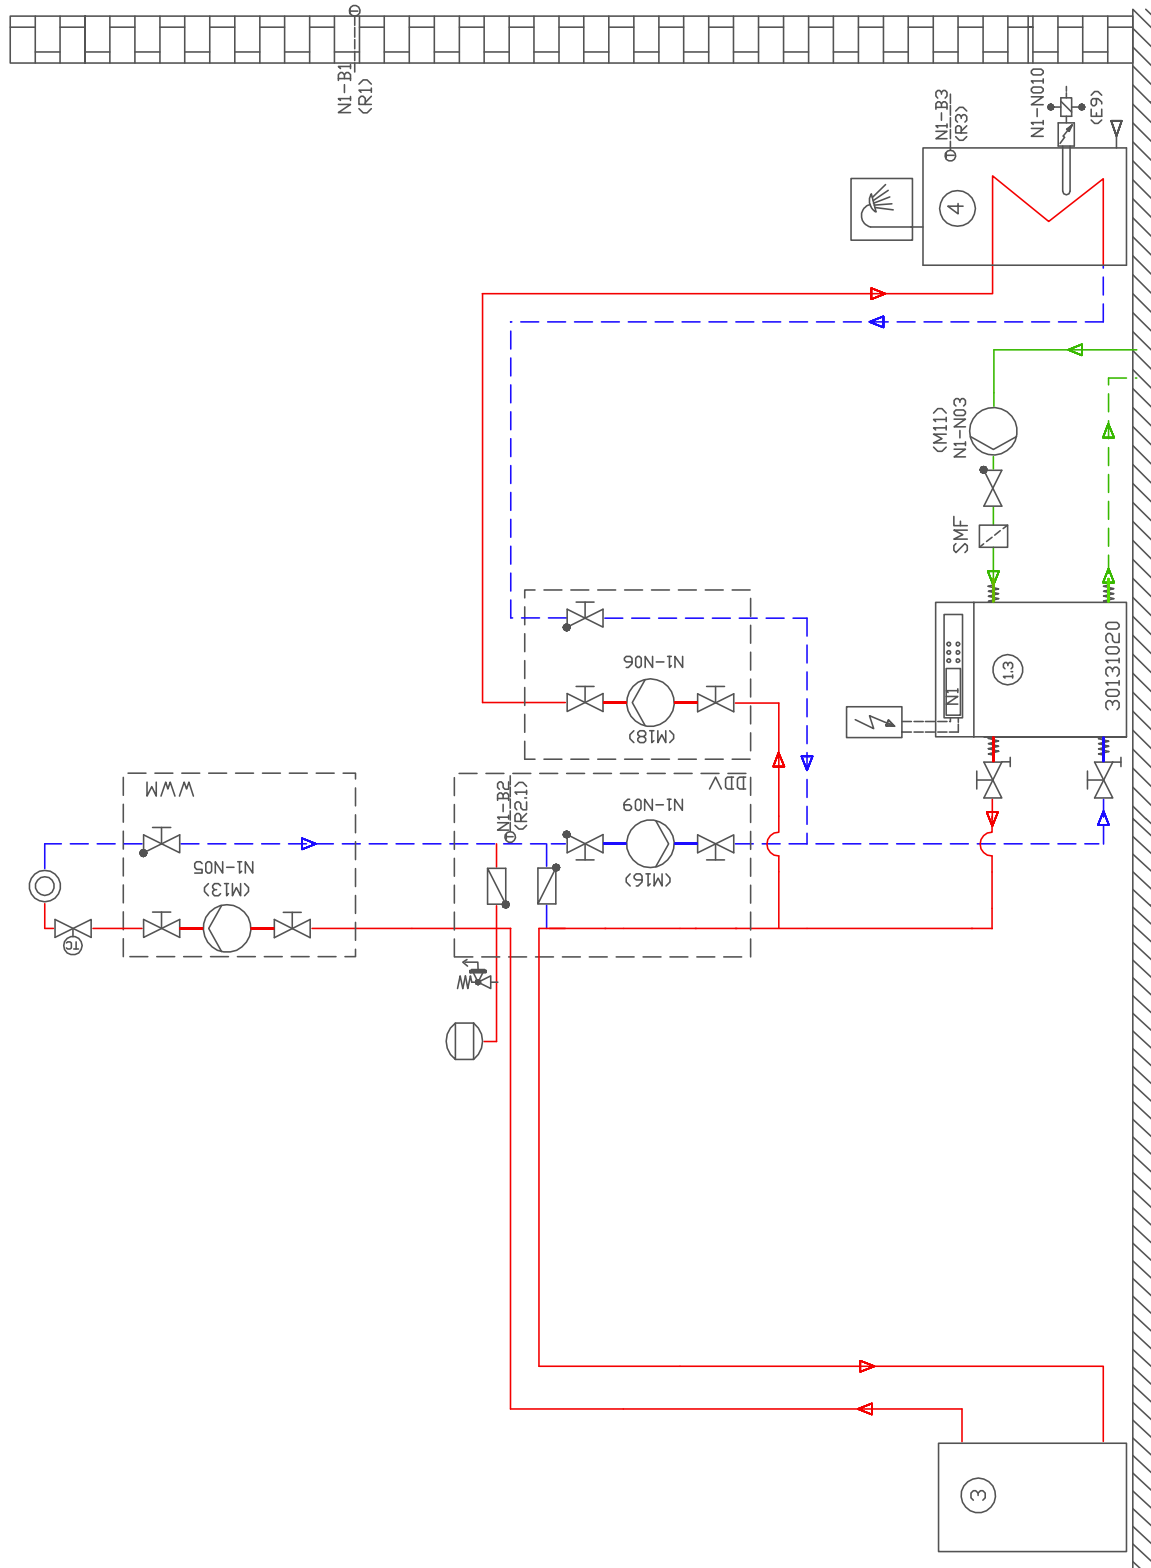 N1-B1
(R1)
N1-B3
(R3)
N1-N010
(E9)
4
(M11)
N1-N03
SMF
N1-N06
(M18)
N1
1.3
30131020
WWM
N1-N05
(M13)
TC
N1-B2
(R2.1)
DDV
N1-N09
(M16)
3